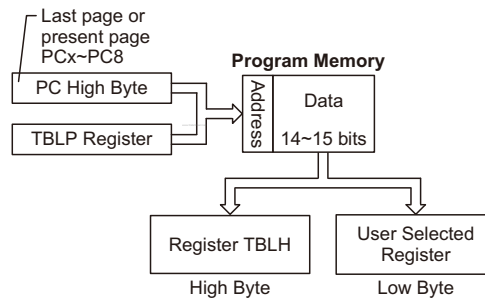 Last page or
present page
PCx~PC8
Program Memory
PC High Byte
TBLP Register
Address
Data
14~15 bits
Register TBLH
User Selected
Register
High Byte
Low Byte